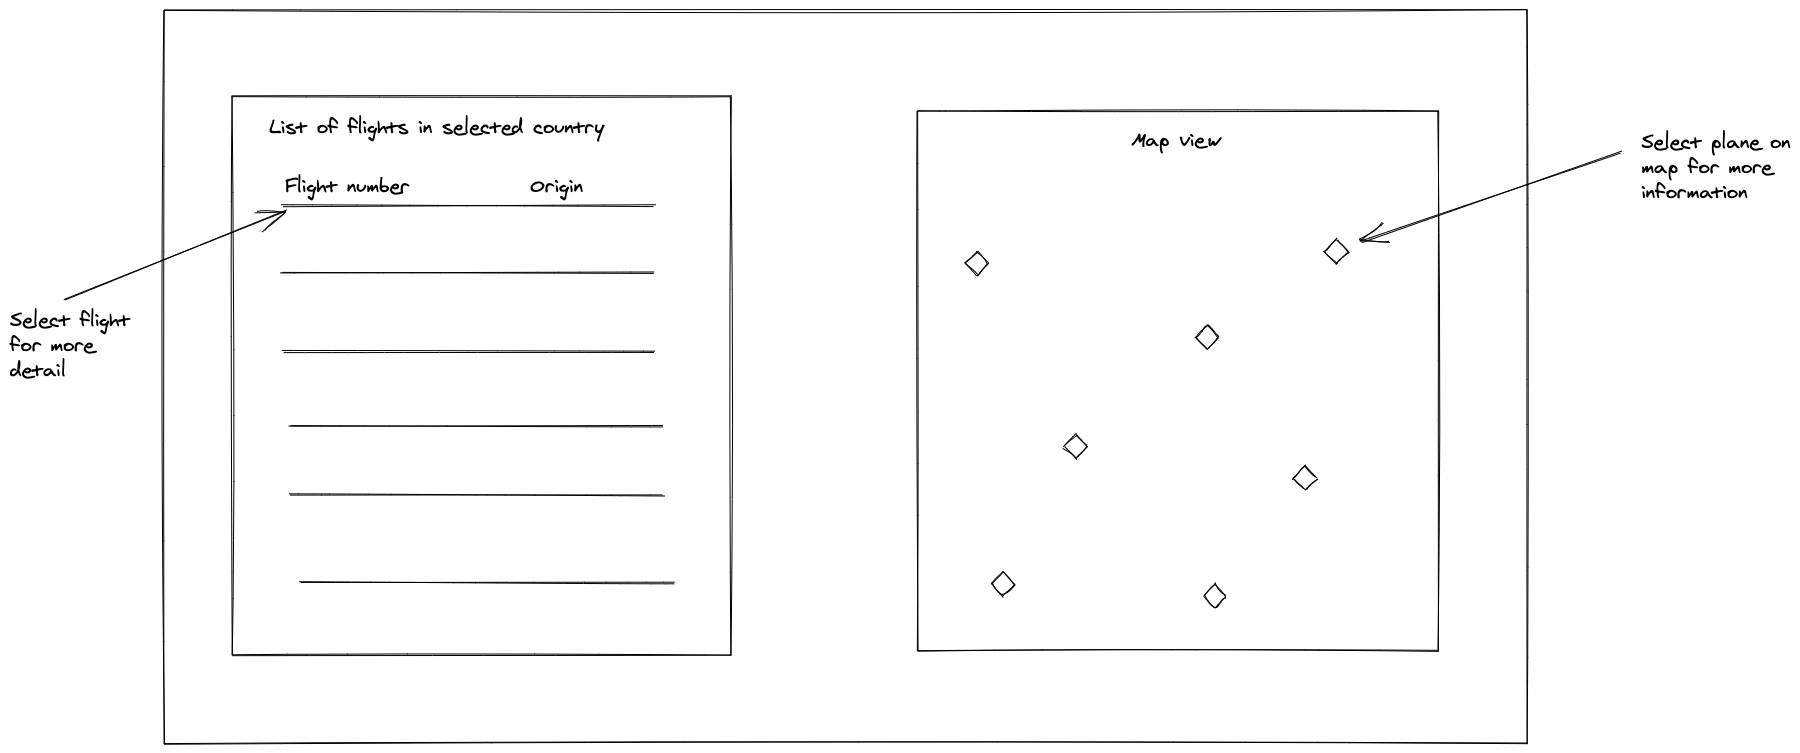 List of flights in selected country
Flight number
Origin
Select flight
for more
detail
Map view
Select plane on
map for more
information